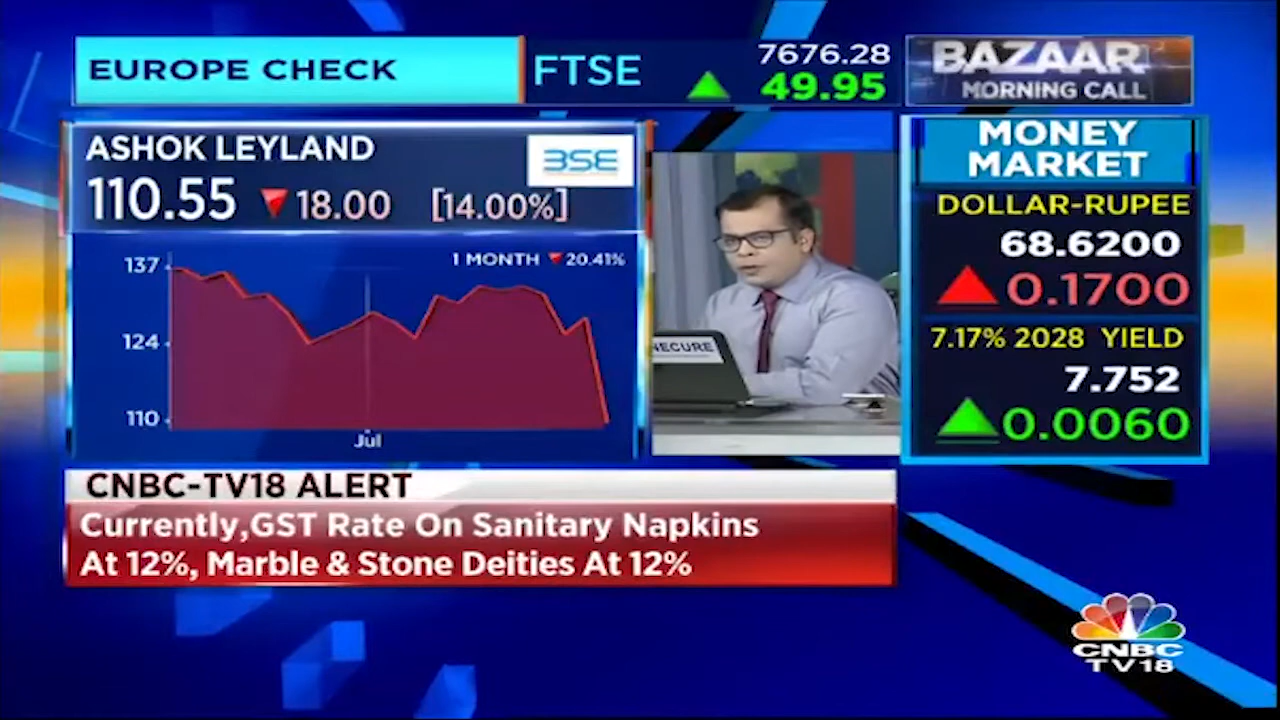 EUROPE CHECK
FTSE
7676.28
49.95
BAZAAR
MORNING CALL
ASHOK LEYLAND
BSE
110.55 18.00 [14.00%]
1 MONTH 20.41%
137
124
110
Jul
NECURE
MONEY
MARKET
DOLLAR-RUPEE
68.6200
0.1700
7.17% 2028 YIELD
7.752
0.0060
CNBC-TV18 ALERT
Currently,GST Rate On Sanitary Napkins
At 12%, Marble & Stone Deities At 12%
CNBC
TV18